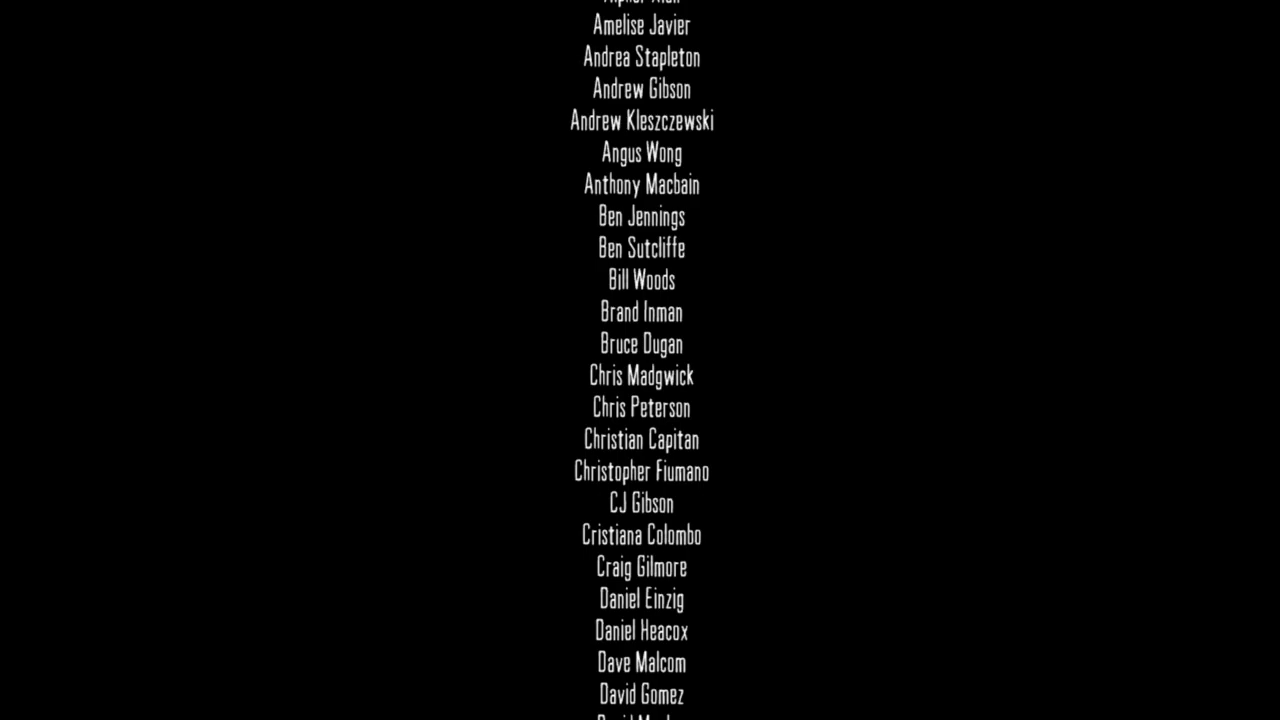 Amelise Javier
Andrea Stapleton
Andrew Gibson
Andrew Kleszczewski
Angus Wong
Anthony Macbain
Ben Jennings
Ben Sutcliffe
Bill Woods
Brand Inman
Bruce Dugan
Chris Madgwick
Chris Peterson
Christian Capitan
Christopher Fiumano
CJ Gibson
Cristiana Colombo
Craig Gilmore
Daniel Einzig
Daniel Heacox
Dave Malcom
David Gomez
David